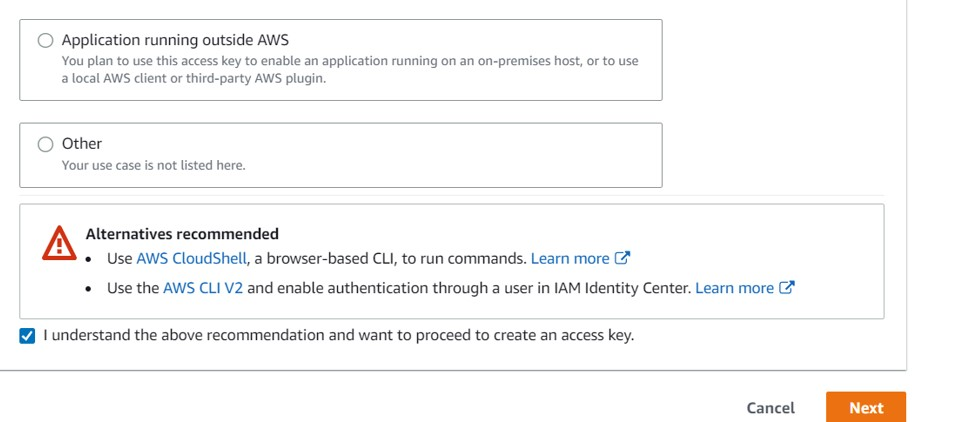 Application running outside AWS
You plan to use this access key to enable an application running on an on-premises host, or to use
a local AWS client or third-party AWS plugin.
Other
Your use case is not listed here.
Alternatives recommended
• Use AWS CloudShell, a browser-based CLI, to run commands. Learn more
• Use the AWS CLI V2 and enable authentication through a user in IAM Identity Center. Learn more
I understand the above recommendation and want to proceed to create an access key.
Cancel Next